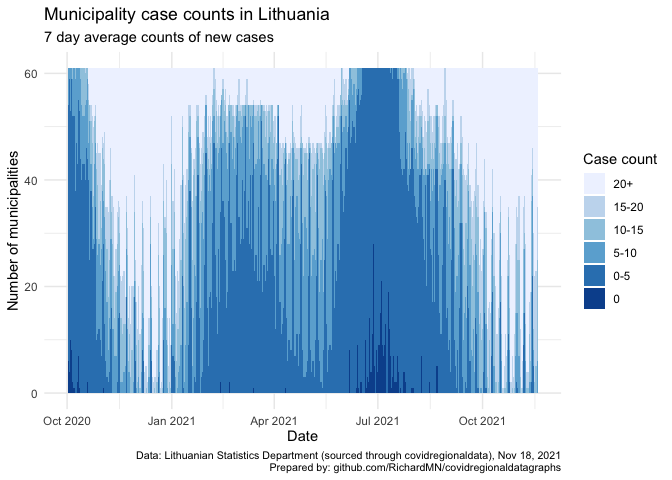 Municipality case counts in Lithuania
7 day average counts of new cases
Number of municipalities
60
40
20
0
Oct 2020 Jan 2021 Apr 2021 Jul 2021 Oct 2021
Date
Case count
20+
15-20
10-15
5-10
0-5
0
Data: Lithuanian Statistics Department (sourced through covidregionaldata), Nov 18, 2021
Prepared by: github.com/RichardMN/covidregionaldatagraphs